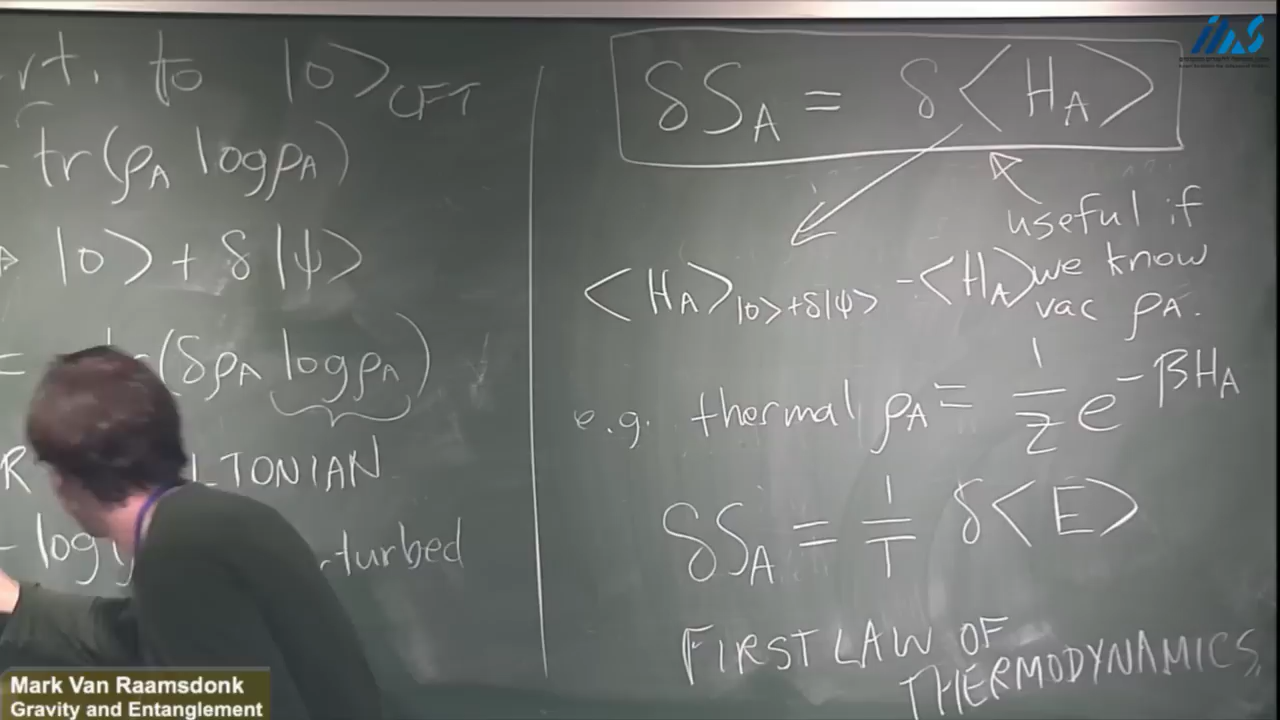 rt. to |0>CFT
- tr(ρA log ρA)
|0> + δ|ψ>
= (δρA log ρA)
LTONIAN
- log turbed
δSA = δ<HA>
useful if
we know
vac ρA.
<HA>|0>+δ|ψ> - <HA>
e.g. thermal ρA = 1/Z e^-βHA
δSA = 1/T δ<E>
FIRST LAW OF
THERMODYNAMICS.
Mark Van Raamsdonk
Gravity and Entanglement